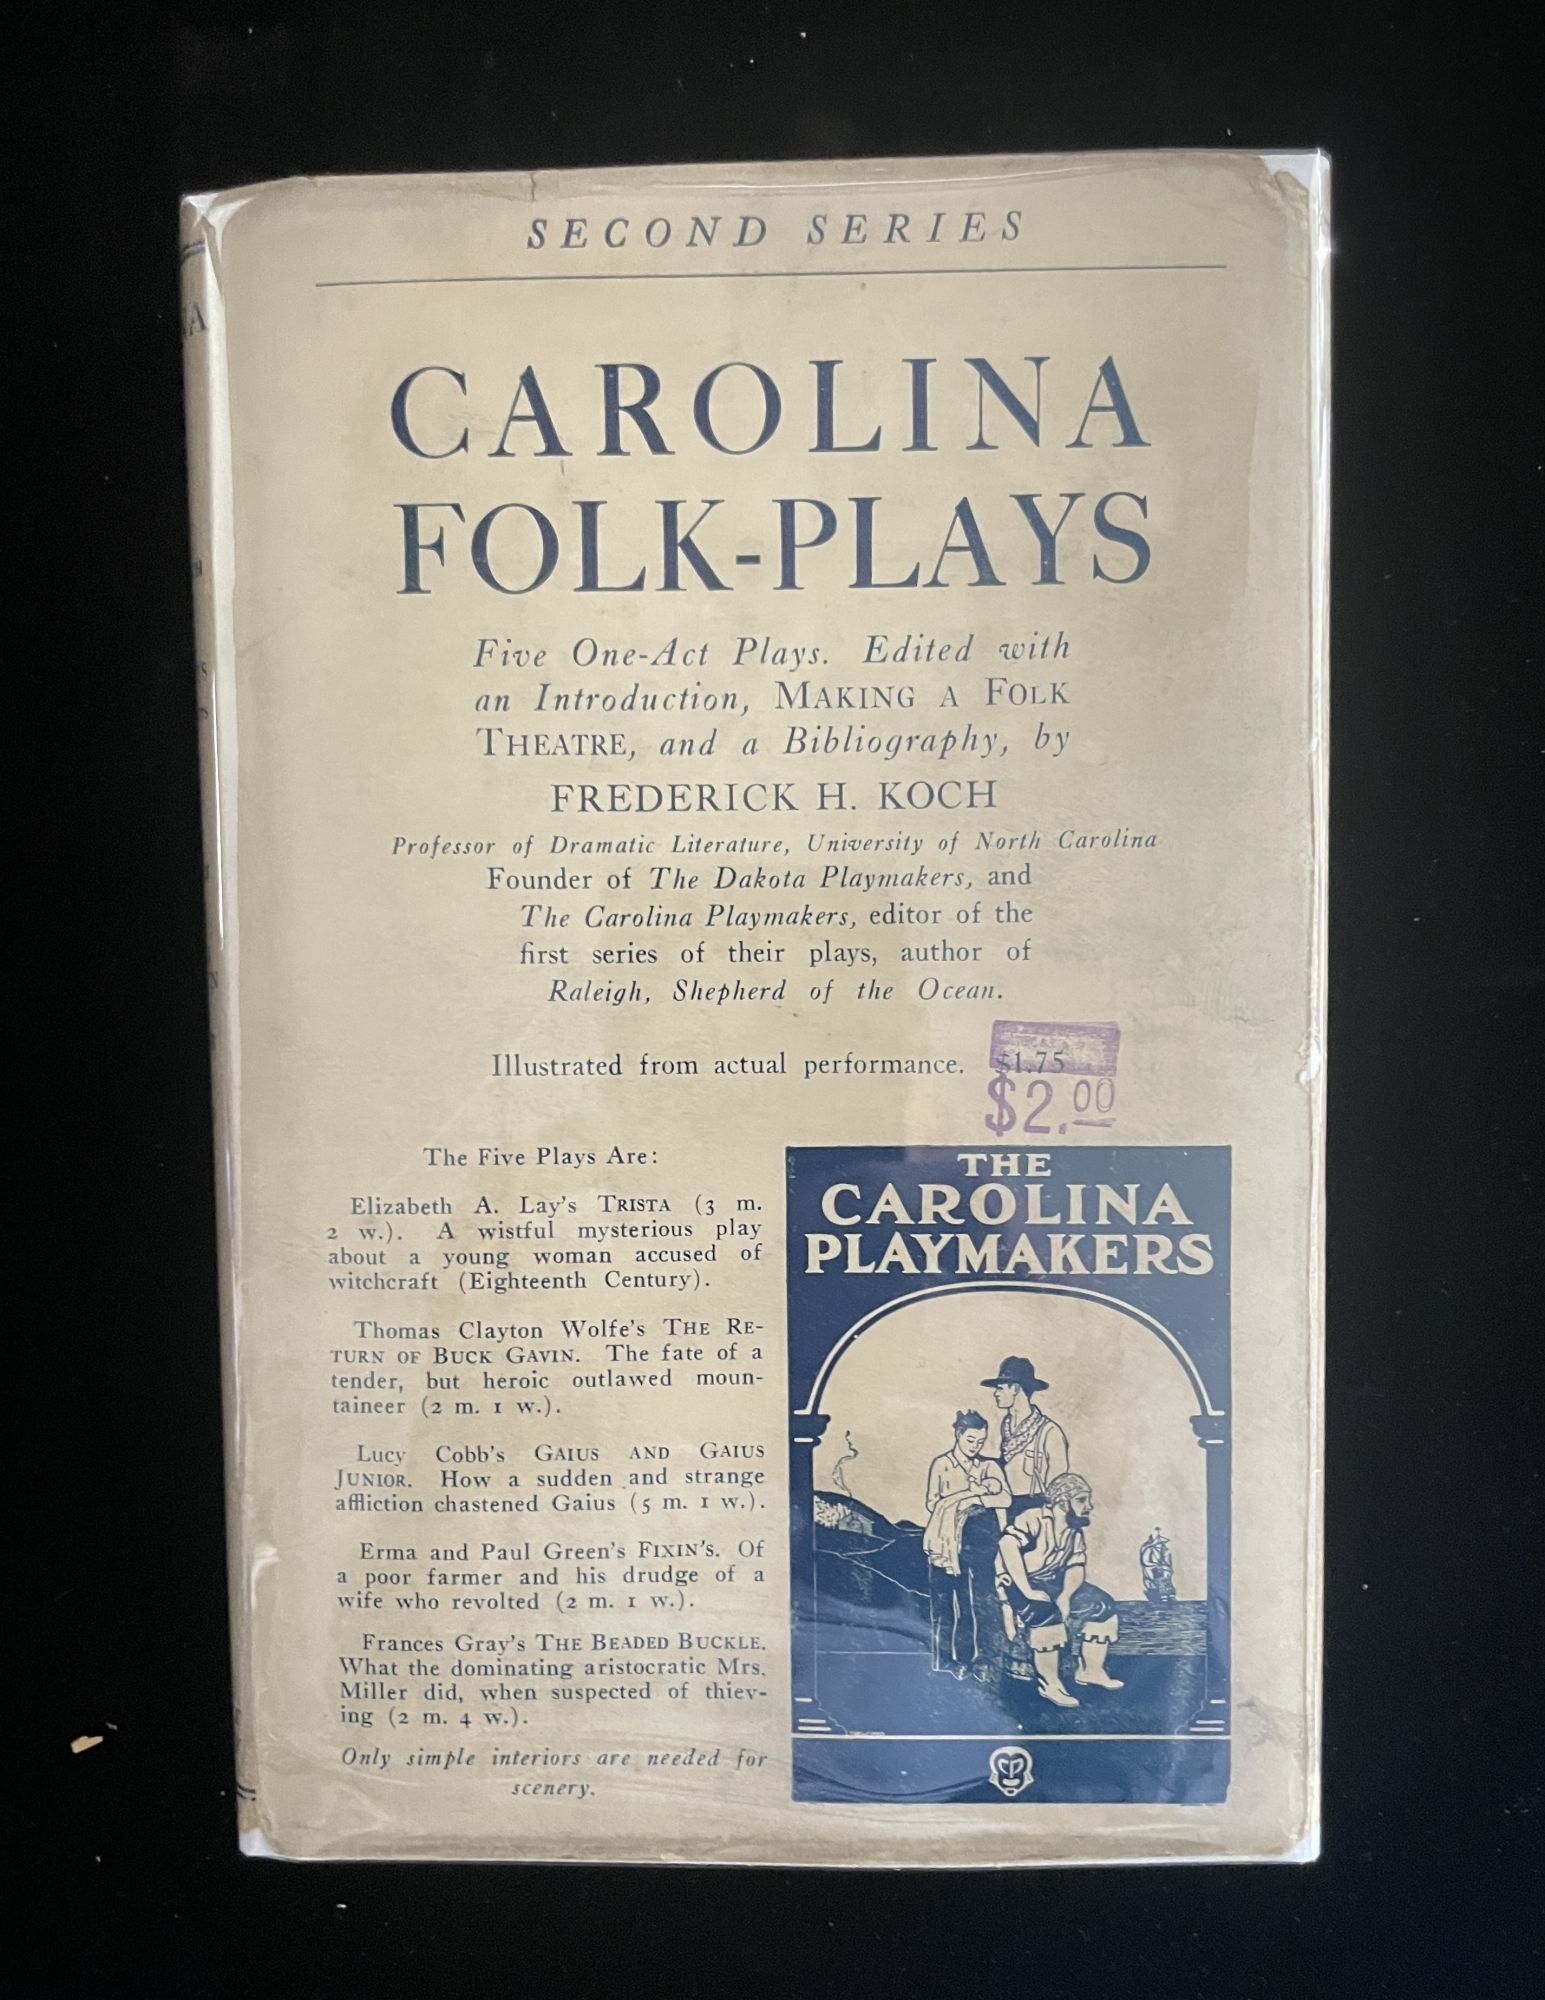 SECOND SERIES
CAROLINA
FOLK-PLAYS
Five One-Act Plays. Edited with
an Introduction, MAKING A FOLK
THEATRE, and a Bibliography, by
FREDERICK H. KOCH
Professor of Dramatic Literature, University of North Carolina
Founder of The Dakota Playmakers, and
The Carolina Playmakers, editor of the
first series of their plays, author of
Raleigh, Shepherd of the Ocean.
Illustrated from actual performance. $1.75
$2.00
The Five Plays Are:
Elizabeth A. Lay's TRISTA (3 m.
2 w.). A wistful mysterious play
about a young woman accused of
witchcraft (Eighteenth Century).
Thomas Clayton Wolfe's THE RE-
TURN OF BUCK GAVIN. The fate of a
tender, but heroic outlawed moun-
taineer (2 m. 1 w.).
Lucy Cobb's GAIUS AND GAIUS
JUNIOR. How a sudden and strange
affliction chastened Gaius (5 m. 1 w.).
Erma and Paul Green's FIXIN'S. Of
a poor farmer and his drudge of a
wife who revolted (2 m. 1 w.).
Frances Gray's THE BEADED BUCKLE.
What the dominating aristocratic Mrs.
Miller did, when suspected of thiev-
ing (2 m. 4 w.).
Only simple interiors are needed for
scenery.
THE
CAROLINA
PLAYMAKERS